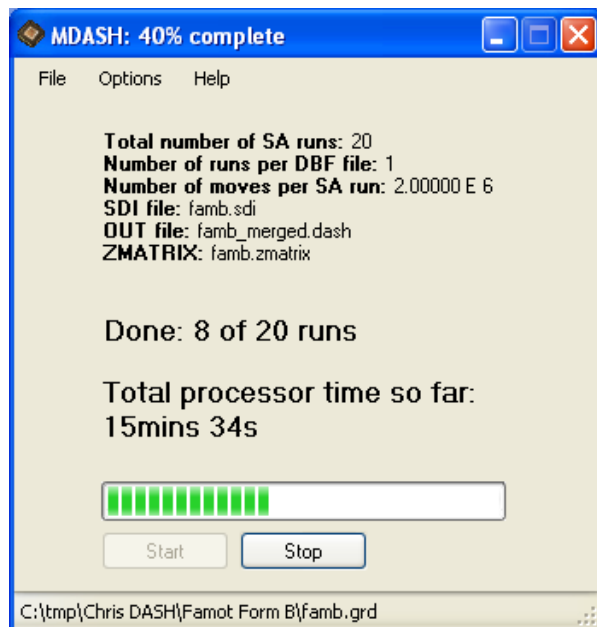 MDASH: 40% complete
File Options Help
Total number of SA runs: 20
Number of runs per DBF file: 1
Number of moves per SA run: 2.00000 E 6
SDI file: famb.sdi
OUT file: famb_merged.dash
ZMATRIX: famb.zmatrix
Done: 8 of 20 runs
Total processor time so far:
15mins 34s
Start Stop
C:\tmp\Chris DASH\Famot Form B\famb.grd